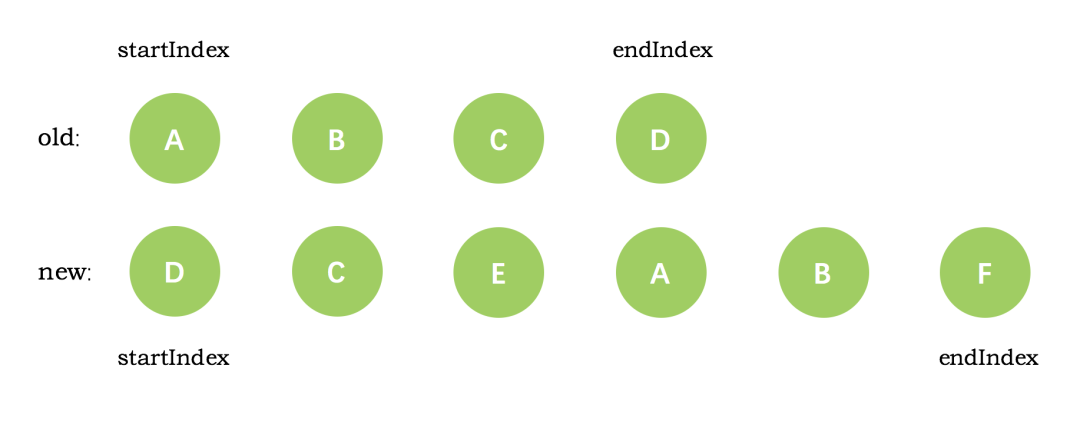 startIndex endIndex
old: A B C D
new: D C E A B F
startIndex endIndex